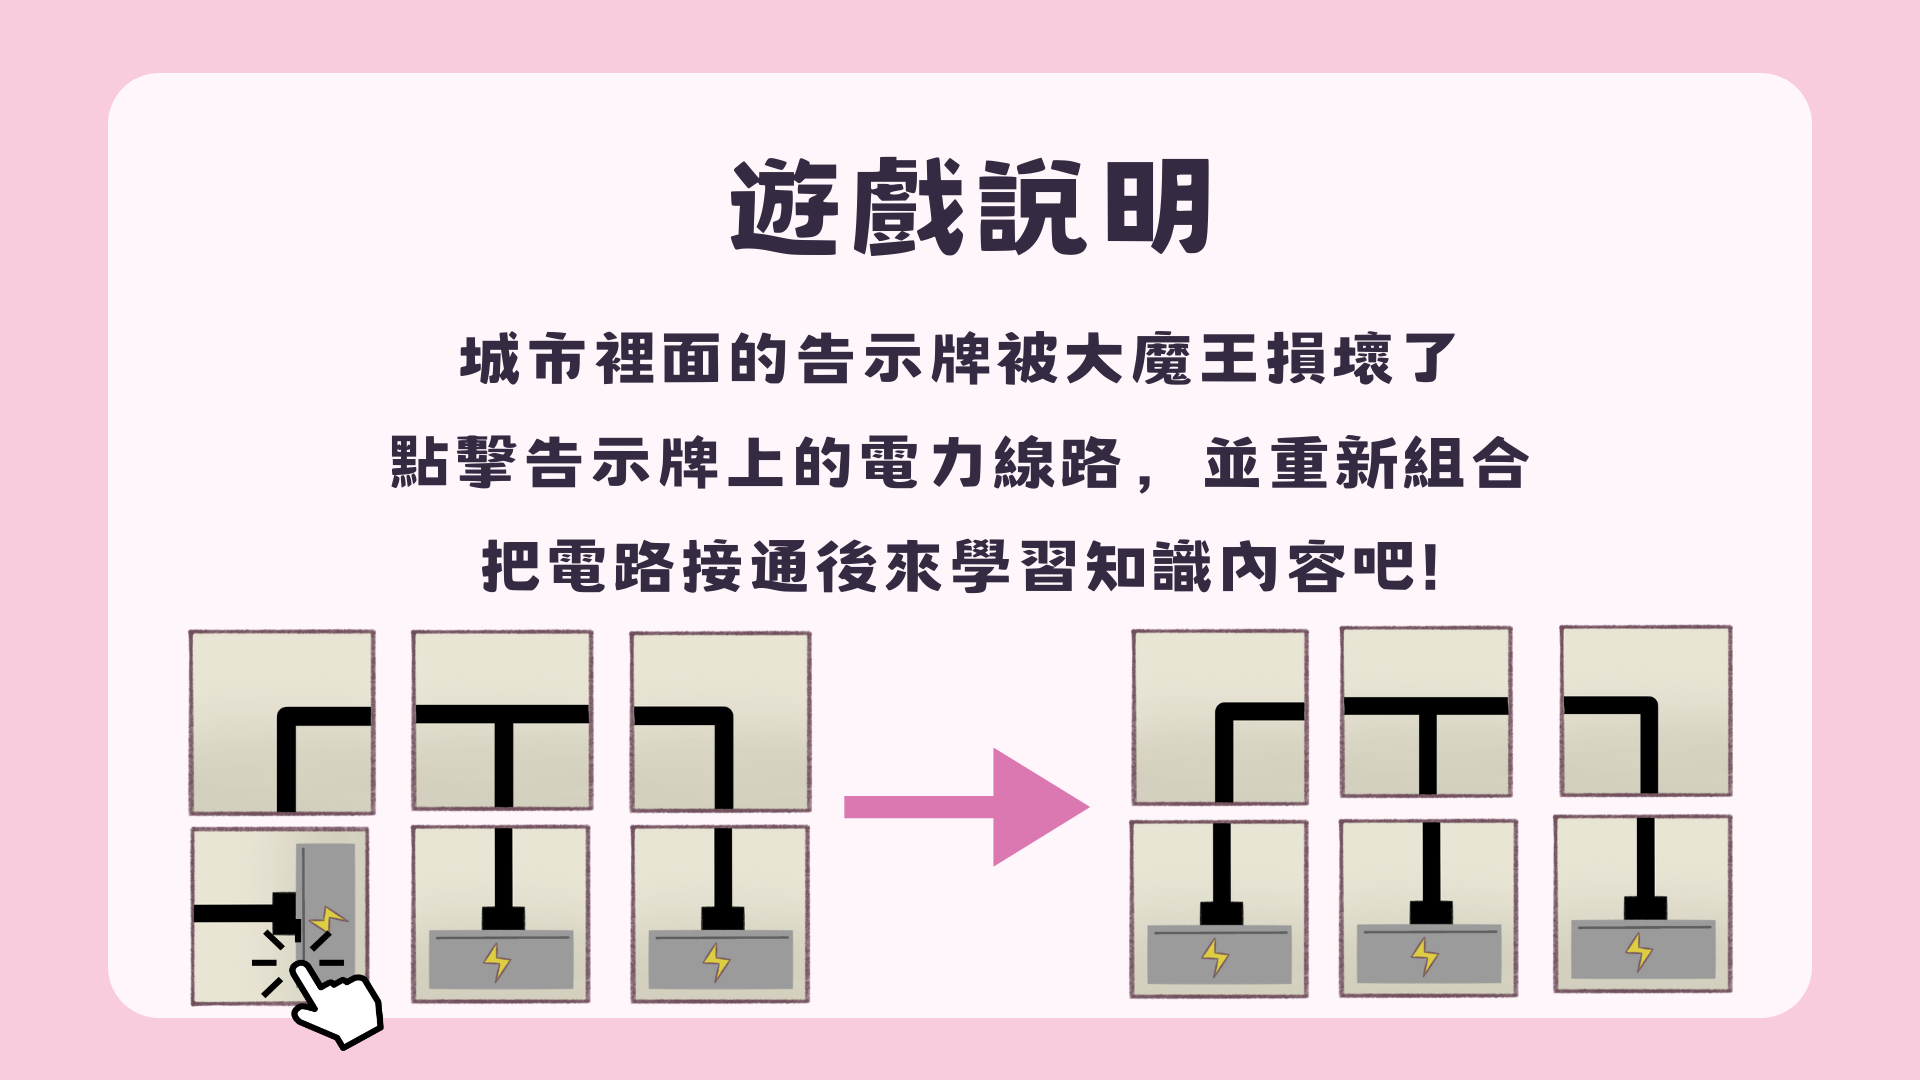 遊戲說明
城市裡面的告示牌被大魔王損壞了
點擊告示牌上的電力線路，並重新組合
把電路接通後來學習知識內容吧!